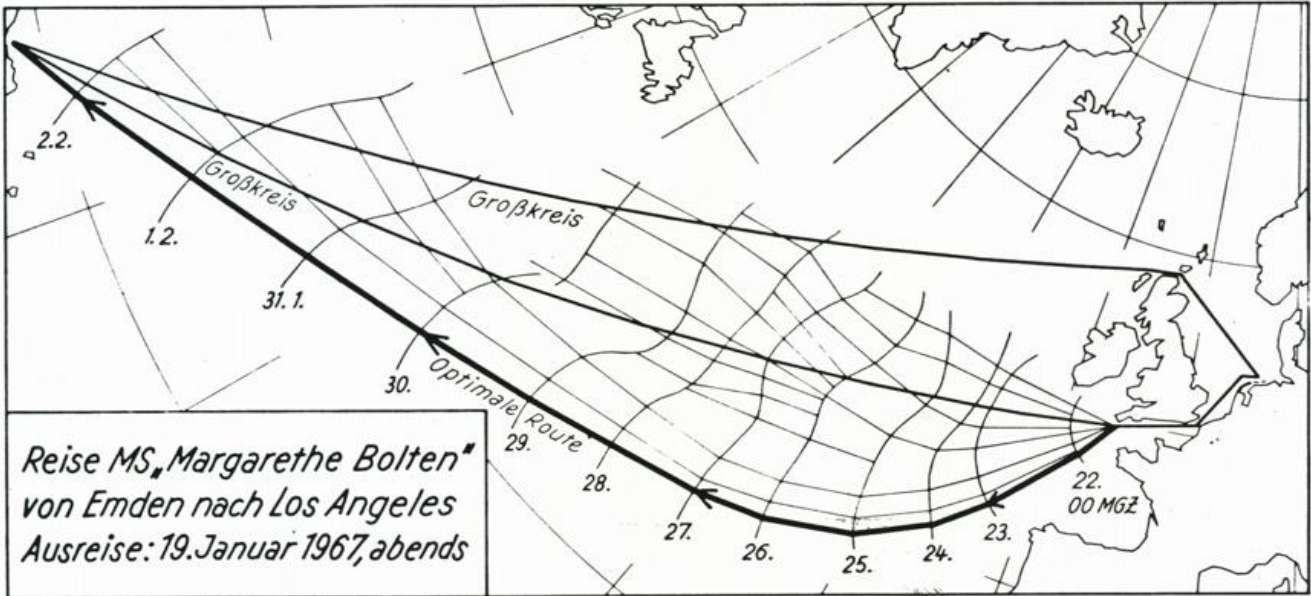 2.2.
1.2.
31.1.
30.
29.
28.
27.
26.
25.
24.
23.
22.
00 MGZ
Großkreis
Großkreis
Optimale Route
Reise MS „Margarethe Bolten"
von Emden nach Los Angeles
Ausreise: 19. Januar 1967, abends